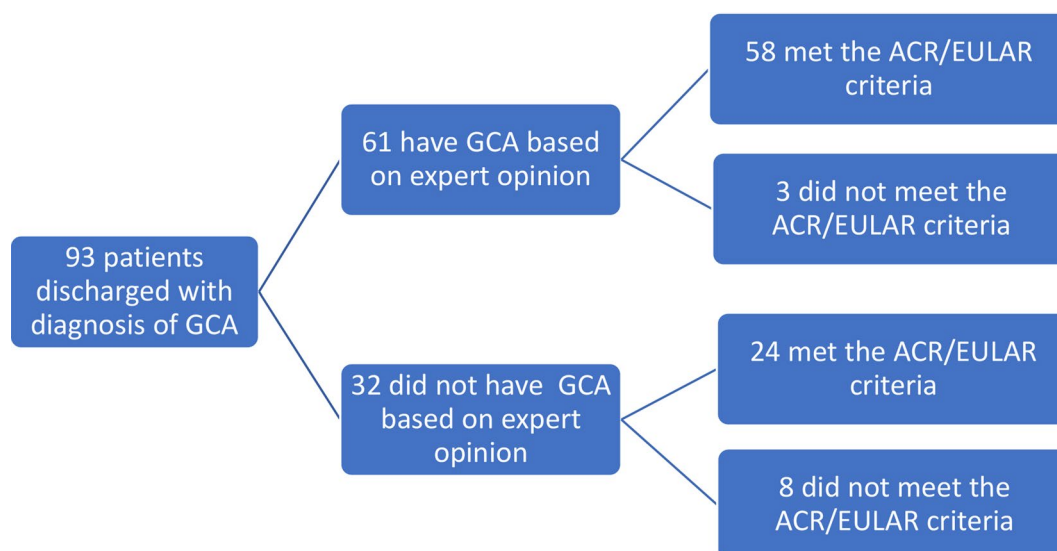 93 patients
discharged with
diagnosis of GCA
61 have GCA based
on expert opinion
58 met the ACR/EULAR
criteria
3 did not meet the
ACR/EULAR criteria
32 did not have  GCA
based on expert
opinion
24 met the ACR/EULAR
criteria
8 did not meet the
ACR/EULAR criteria